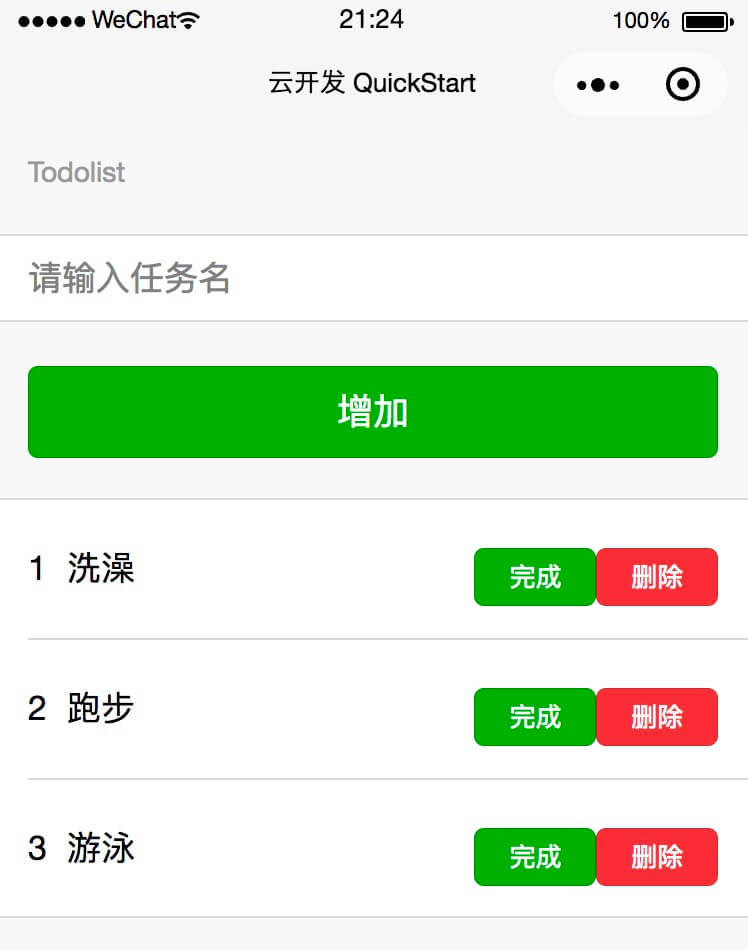 WeChat 21:24 100%
云开发 QuickStart
Todolist
请输入任务名
增加
1 洗澡 完成 删除
2 跑步 完成 删除
3 游泳 完成 删除